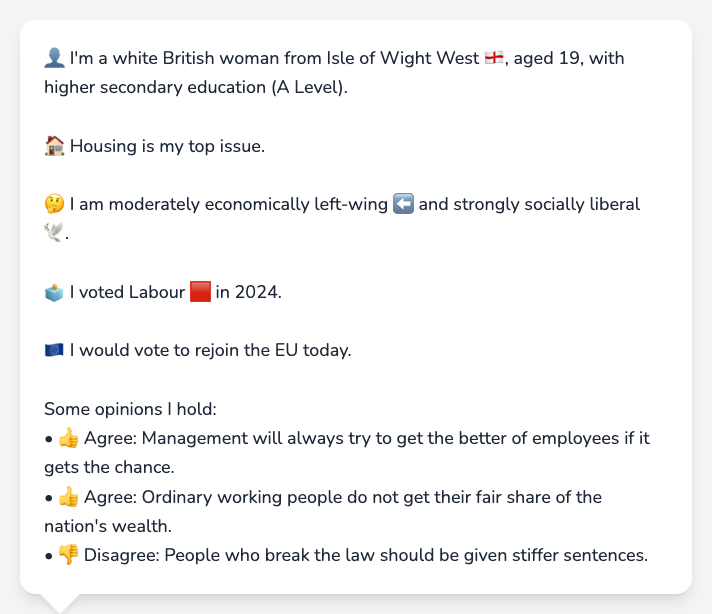 👤 I'm a white British woman from Isle of Wight West 🏴󠁧󠁢󠁥󠁮󠁧󠁿, aged 19, with
higher secondary education (A Level).
🏠 Housing is my top issue.
🤔 I am moderately economically left-wing ⬅️ and strongly socially liberal
🕊️.
🗳️ I voted Labour 🟥 in 2024.
🇪🇺 I would vote to rejoin the EU today.
Some opinions I hold:
• 👍 Agree: Management will always try to get the better of employees if it
gets the chance.
• 👍 Agree: Ordinary working people do not get their fair share of the
nation's wealth.
• 👎 Disagree: People who break the law should be given stiffer sentences.